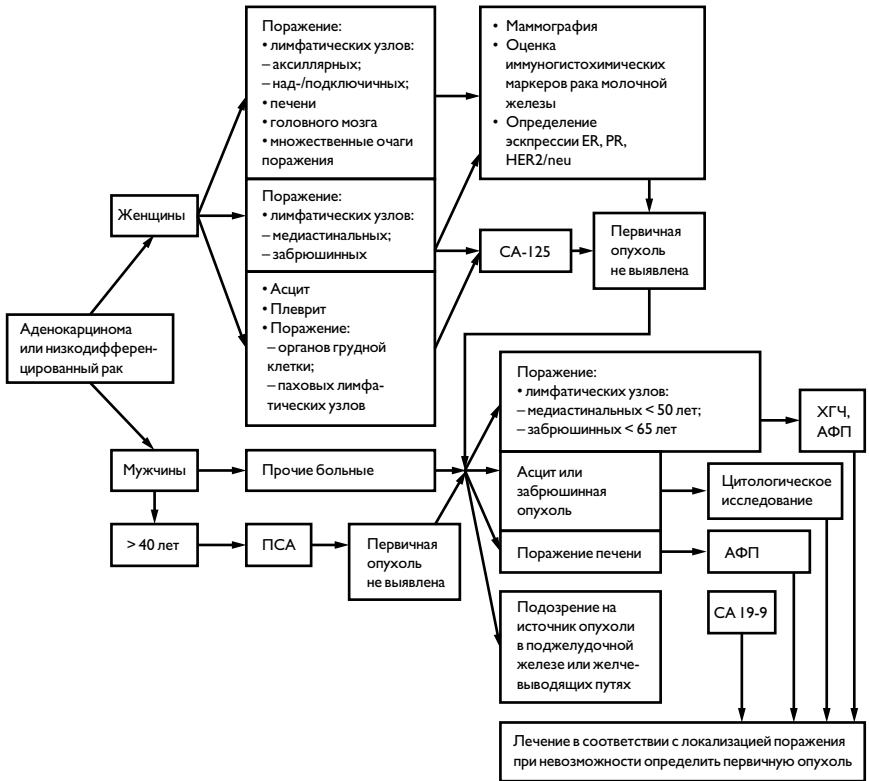 Поражение:
• лимфатических узлов:
– аксиллярных;
– над-/подключичных;
• печени
• головного мозга
• множественные очаги
поражения
• Маммография
• Оценка
иммуногистохимических
маркеров рака молочной
железы
• Определение
эскпрессии ER, PR,
HER2/neu
Женщины
Поражение:
• лимфатических узлов:
– медиастинальных;
– забрюшинных
СА-125
Первичная
опухоль
не выявлена
• Асцит
• Плеврит
• Поражение:
– органов грудной
клетки;
– паховых лимфа-
тических узлов
Аденокарцинома
или низкодифферен-
цированный рак
Поражение:
• лимфатических узлов:
– медиастинальных < 50 лет;
– забрюшинных < 65 лет
ХГЧ,
АФП
Мужчины
Прочие больные
Асцит или
забрюшинная
опухоль
Цитологическое
исследование
> 40 лет
ПСА
Первичная
опухоль
не выявлена
Поражение печени
АФП
Подозрение на
источник опухоли
в поджелудочной
железе или желче-
выводящих путях
СА 19-9
Лечение в соответствии с локализацией поражения
при невозможности определить первичную опухоль